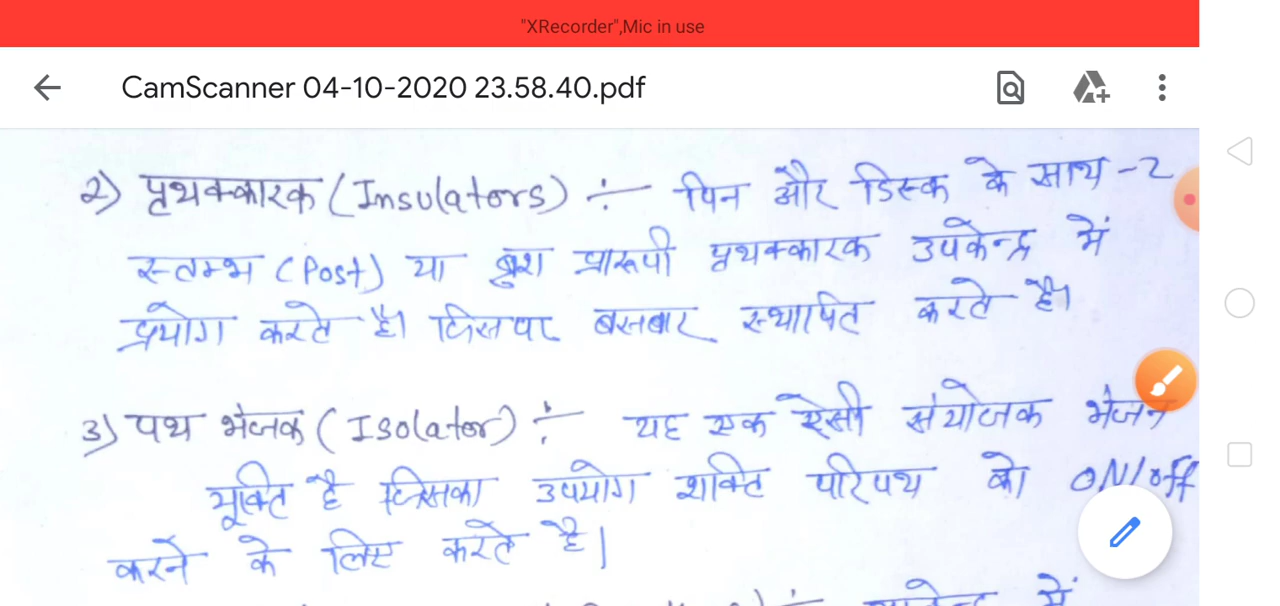 "XRecorder",Mic in use
CamScanner 04-10-2020 23.58.40.pdf
2) पृथक्कारक (Insulators) ÷ पिन और डिस्क के साथ-2
स्तम्भ (Post) या ब्रुश प्रारूपी पृथक्कारक उपकेन्द्र में
प्रयोग करते है। जिसपर बसबार स्थापित करते है।
3) पथ भंजक (Isolator) ÷ यह एक ऐसी संयोजक भंजन
यूक्ति है जिसका उपयोग शक्ति परिपथ को ON/off
करने के लिए करते है।
में